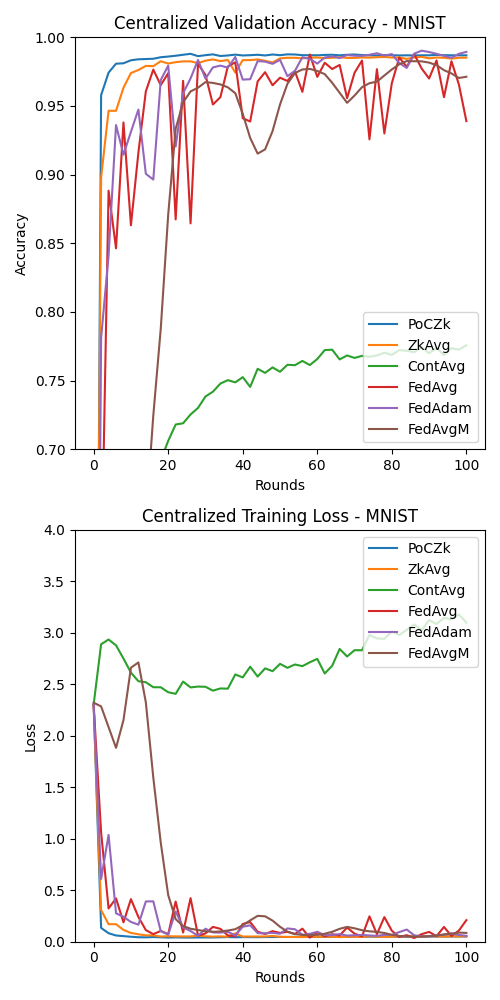 Centralized Validation Accuracy - MNIST
1.00
0.95
0.90
0.85
0.80
0.75
0.70
Accuracy
PoCZk
ZkAvg
ContAvg
FedAvg
FedAdam
FedAvgM
0 20 40 60 80 100
Rounds
Centralized Training Loss - MNIST
4.0
3.5
3.0
2.5
2.0
1.5
1.0
0.5
0.0
Loss
PoCZk
ZkAvg
ContAvg
FedAvg
FedAdam
FedAvgM
0 20 40 60 80 100
Rounds